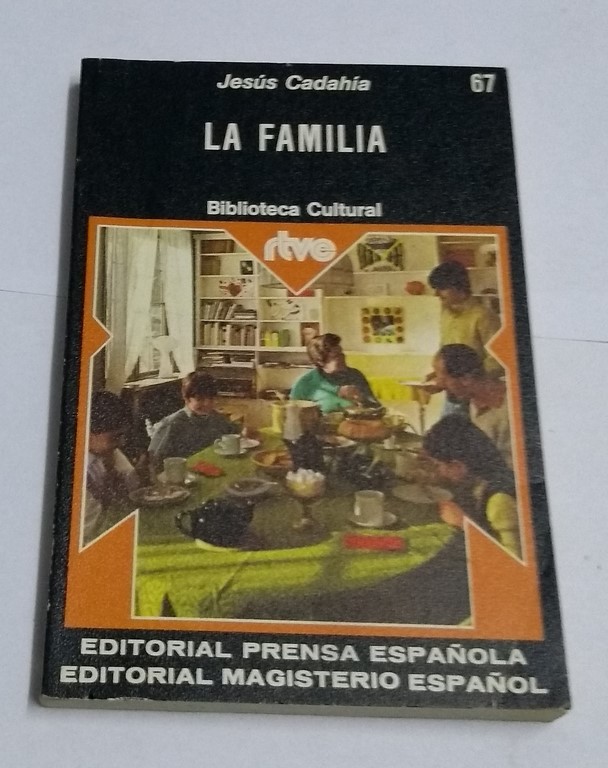 Jesús Cadahía
67
LA FAMILIA
Biblioteca Cultural
rtve
EDITORIAL PRENSA ESPAÑOLA
EDITORIAL MAGISTERIO ESPAÑOL